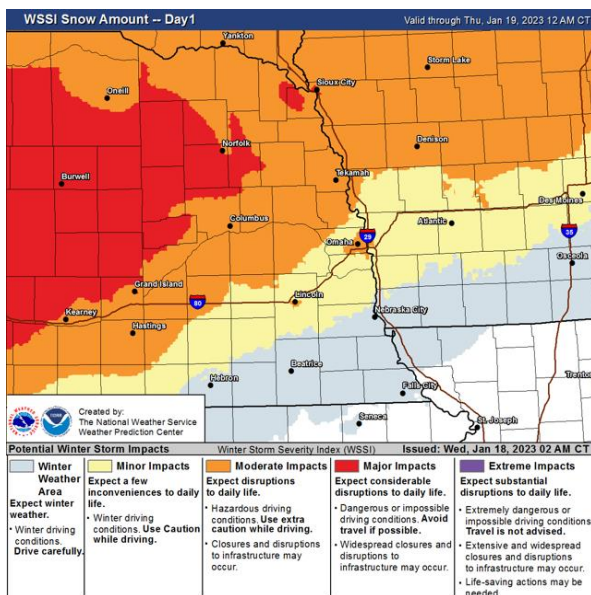 WSSI Snow Amount -- Day1
Valid through Thu, Jan 19, 2023 12 AM CT
Yankton
Storm Lake
Sioux City
Oneill
Denison
Norfolk
Tekamah
Burwell
Des Moines
Columbus
Atlantic
Omaha
29
35
Osceola
Grand Island
80
Lincoln
Kearney
Nebraska City
Hastings
Beatrice
Trenton
Hebron
Falls City
Seneca
St. Joseph
Created by:
The National Weather Service
Weather Prediction Center
Potential Winter Storm Impacts
Winter Storm Severity Index (WSSI)
Issued: Wed, Jan 18, 2023 02 AM CT
Winter
Weather
Area
Expect winter
weather.
• Winter driving
conditions.
Drive carefully.
Minor Impacts
Expect a few
inconveniences to daily
life.
• Winter driving
conditions. Use Caution
while driving.
Moderate Impacts
Expect disruptions
to daily life.
• Hazardous driving
conditions. Use extra
caution while driving.
• Closures and disruptions
to infrastructure may
occur.
Major Impacts
Expect considerable
disruptions to daily life.
• Dangerous or impossible
driving conditions. Avoid
travel if possible.
• Widespread closures and
disruptions to
infrastructure may occur.
Extreme Impacts
Expect substantial
disruptions to daily life.
• Extremely dangerous or
impossible driving conditions
Travel is not advised.
• Extensive and widespread
closures and disruptions
to infrastructure may occur.
• Life-saving actions may be
needed